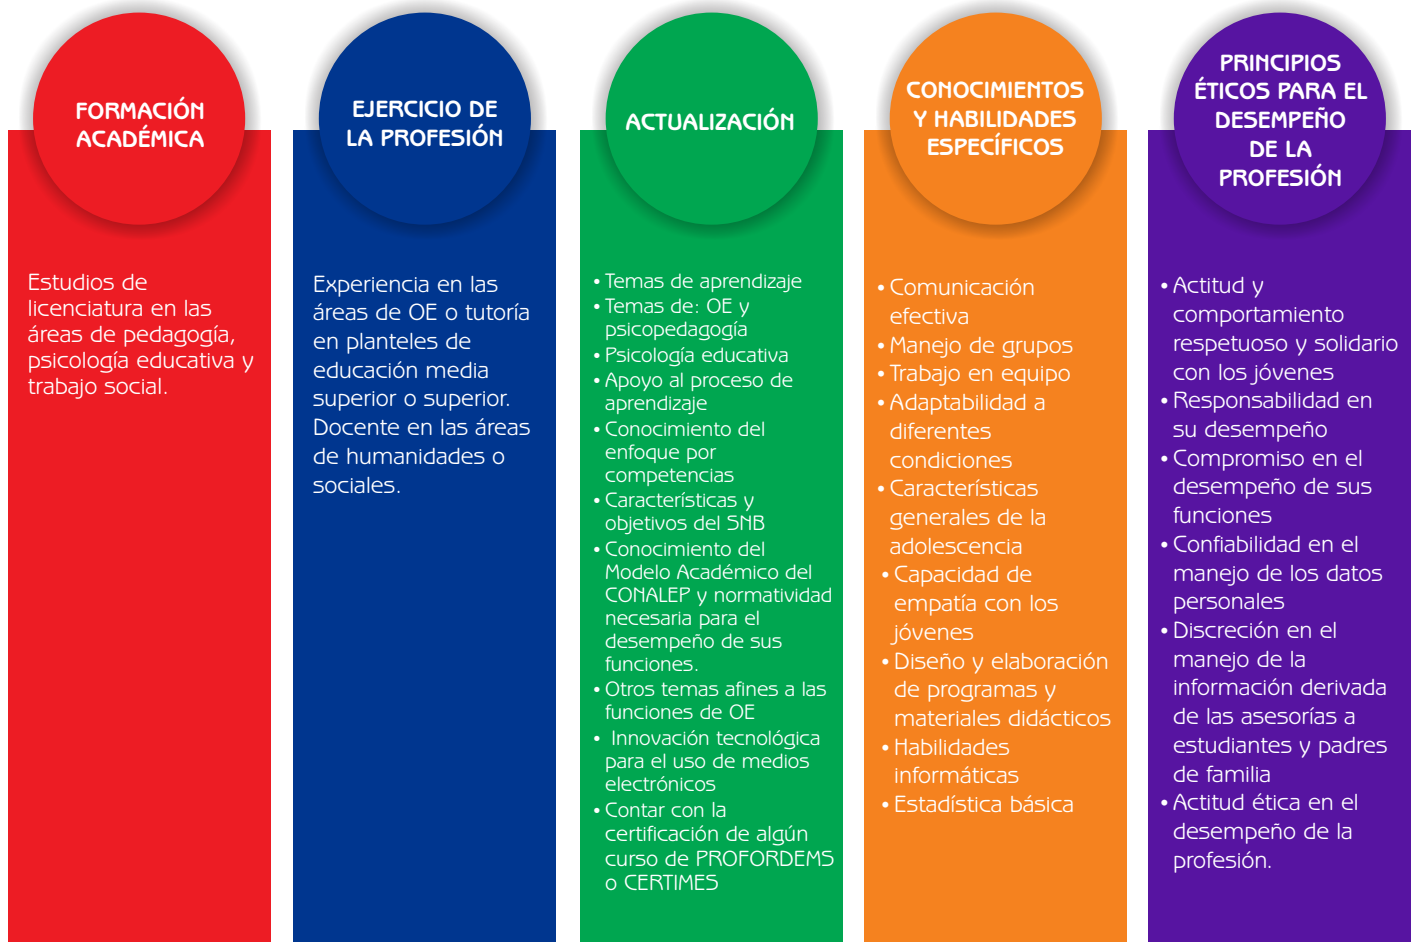 FORMACIÓN
ACADÉMICA
Estudios de
licenciatura en las
áreas de pedagogía,
psicología educativa y
trabajo social.
EJERCICIO DE
LA PROFESIÓN
Experiencia en las
áreas de OE o tutoría
en planteles de
educación media
superior o superior.
Docente en las áreas
de humanidades o
sociales.
ACTUALIZACIÓN
• Temas de aprendizaje
• Temas de: OE y
psicopedagogía
• Psicología educativa
• Apoyo al proceso de
aprendizaje
• Conocimiento del
enfoque por
competencias
• Características y
objetivos del SNB
• Conocimiento del
Modelo Académico del
CONALEP y normatividad
necesaria para el
desempeño de sus
funciones.
• Otros temas afines a las
funciones de OE
• Innovación tecnológica
para el uso de medios
electrónicos
• Contar con la
certificación de algún
curso de PROFORDEMS
o CERTIMES
CONOCIMIENTOS
Y HABILIDADES
ESPECÍFICOS
• Comunicación
efectiva
• Manejo de grupos
• Trabajo en equipo
• Adaptabilidad a
diferentes
condiciones
• Características
generales de la
adolescencia
• Capacidad de
empatía con los
jóvenes
• Diseño y elaboración
de programas y
materiales didácticos
• Habilidades
informáticas
• Estadística básica
PRINCIPIOS
ÉTICOS PARA EL
DESEMPEÑO
DE LA
PROFESIÓN
• Actitud y
comportamiento
respetuoso y solidario
con los jóvenes
• Responsabilidad en
su desempeño
• Compromiso en el
desempeño de sus
funciones
• Confiabilidad en el
manejo de los datos
personales
• Discreción en el
manejo de la
información derivada
de las asesorías a
estudiantes y padres
de familia
• Actitud ética en el
desempeño de la
profesión.